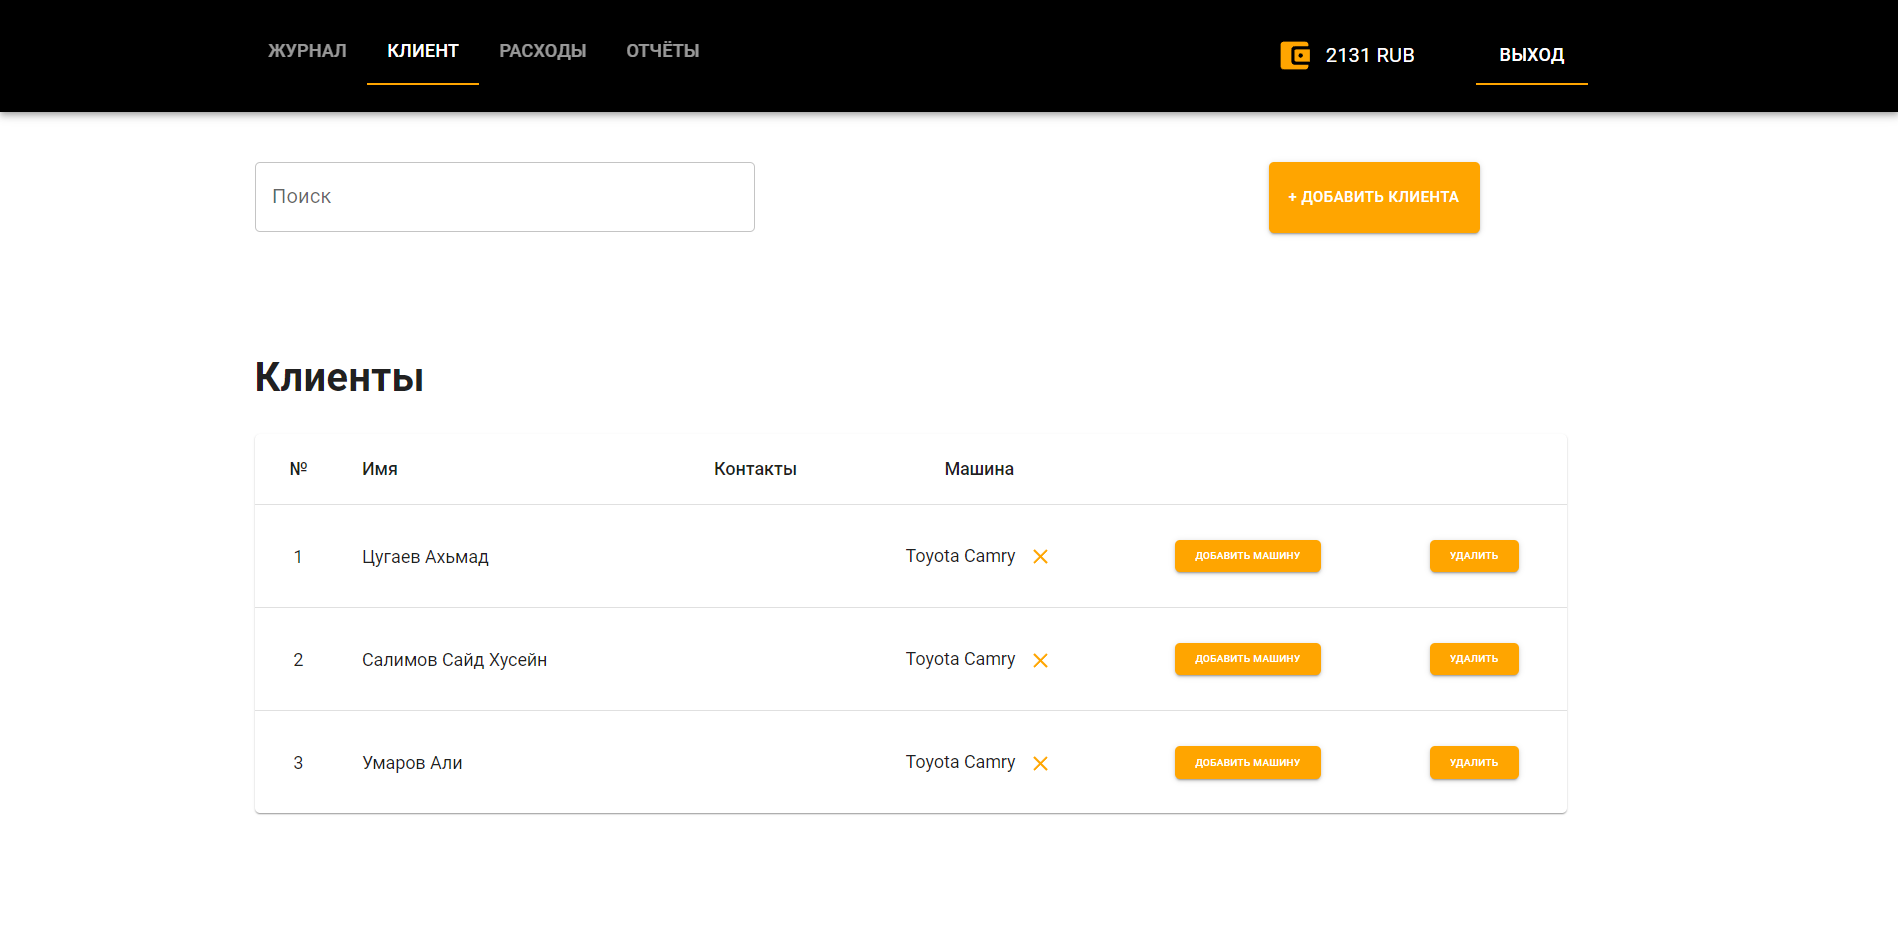 ЖУРНАЛ КЛИЕНТ РАСХОДЫ ОТЧЁТЫ 2131 RUB ВЫХОД
Поиск + ДОБАВИТЬ КЛИЕНТА
Клиенты
№ Имя Контакты Машина
1 Цугаев Ахьмад Toyota Camry ДОБАВИТЬ МАШИНУ УДАЛИТЬ
2 Салимов Сайд Хусейн Toyota Camry ДОБАВИТЬ МАШИНУ УДАЛИТЬ
3 Умаров Али Toyota Camry ДОБАВИТЬ МАШИНУ УДАЛИТЬ